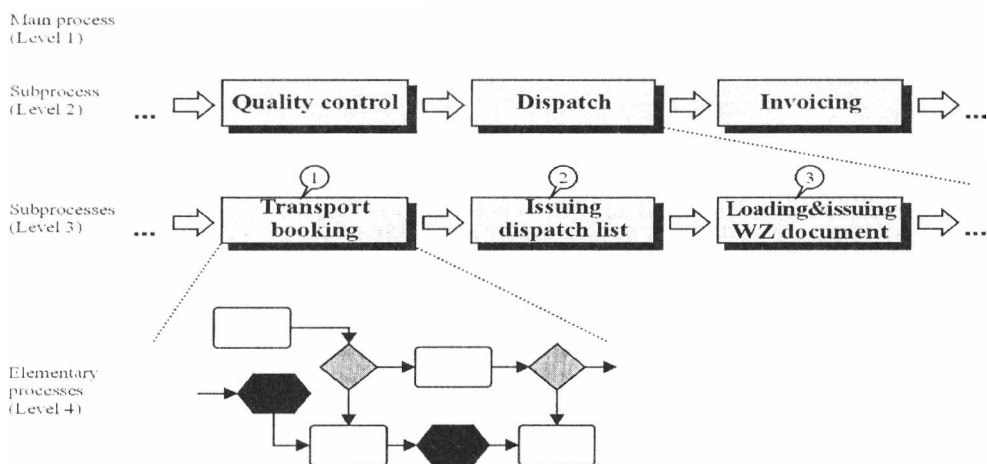 Main process
(Level 1)
Subprocess
(Level 2)
...
Quality control
Dispatch
Invoicing
...
1
2
3
Subprocesses
(Level 3)
...
Transport
booking
Issuing
dispatch list
Loading&issuing
WZ document
...
Elementary
processes
(Level 4)